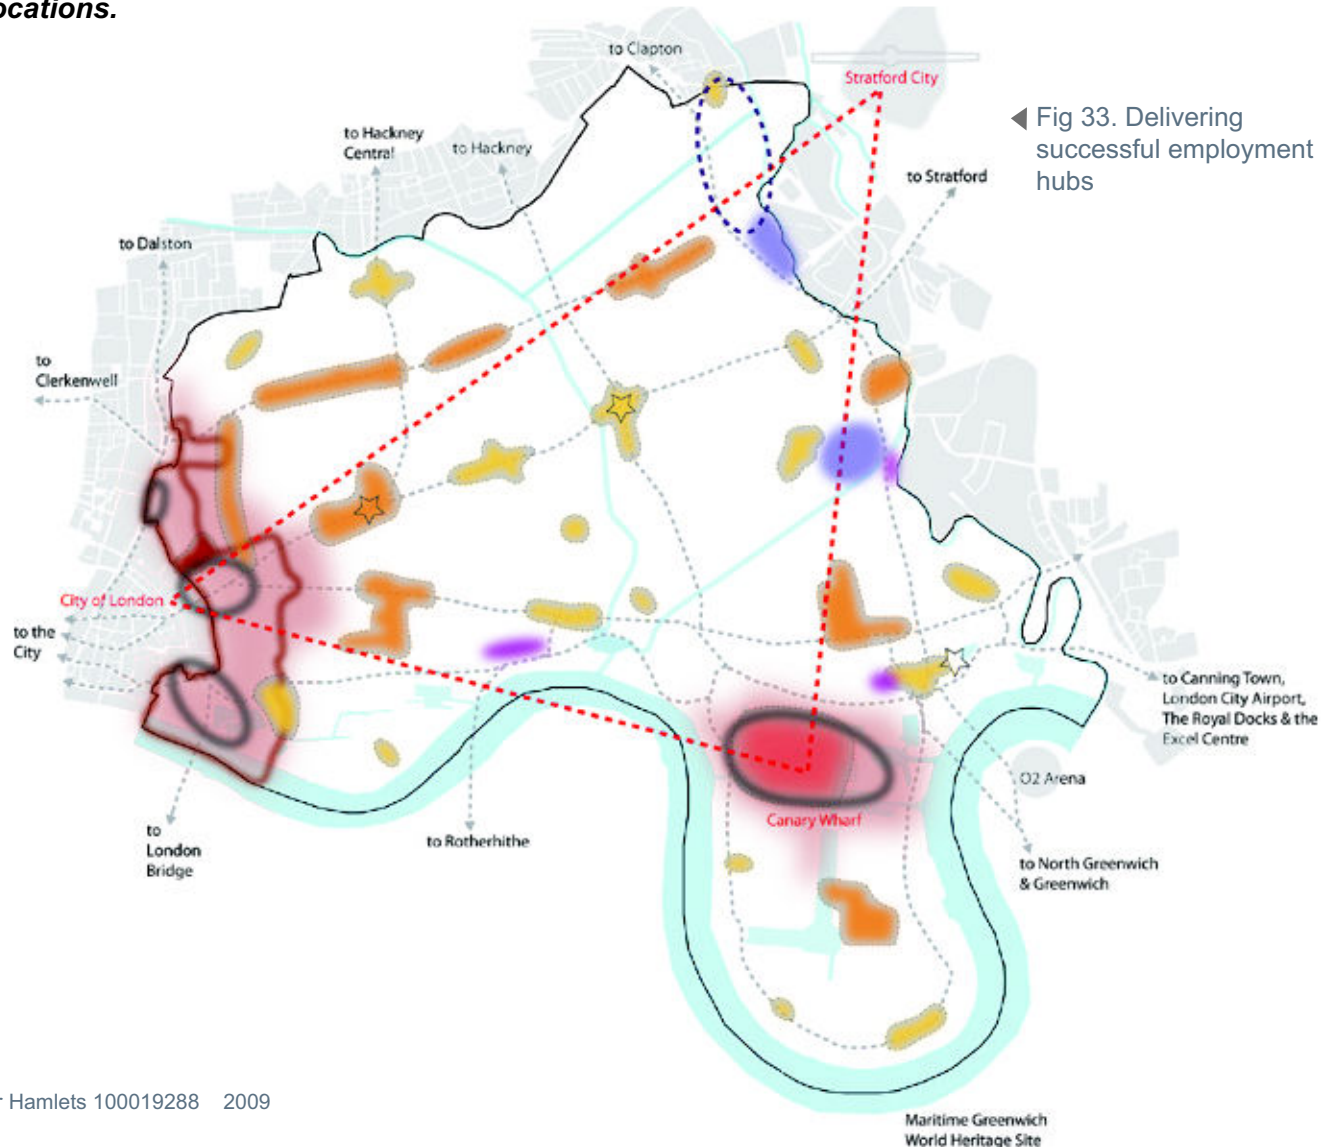 ocations.
to Clapton
Stratford City
Fig 33. Delivering
successful employment
hubs
to Hackney
Central
to Hackney
to Stratford
to Dalston
to
Clerkenwell
City of London
to the
City
to Canning Town,
London City Airport,
The Royal Docks & the
Excel Centre
O2 Arena
Canary Wharf
to
London
Bridge
to Rotherhithe
to North Greenwich
& Greenwich
r Hamlets 100019288 2009
Maritime Greenwich
World Heritage Site